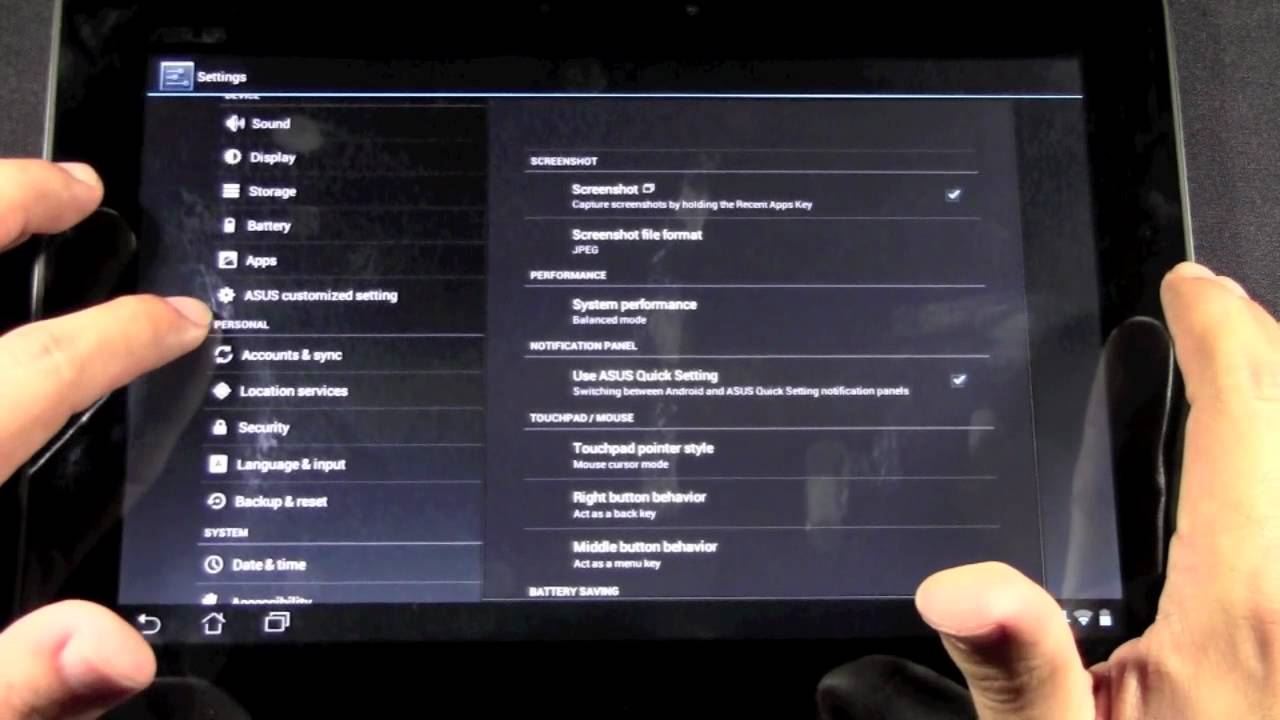 ASUS
Settings
DEVICE
Sound
Display
Storage
Battery
Apps
ASUS customized setting
PERSONAL
Accounts & sync
Location services
Security
Language & input
A
Backup & reset
SYSTEM
Date & time
Accessibility
SCREENSHOT
Screenshot
Capture screenshots by holding the Recent Apps Key
Screenshot file format
JPEG
PERFORMANCE
System performance
Balanced mode
NOTIFICATION PANEL
Use ASUS Quick Setting
Switching between Android and ASUS Quick Setting notification panels
TOUCHPAD / MOUSE
Touchpad pointer style
Mouse cursor mode
Right button behavior
Act as a back key
Middle button behavior
Act as a menu key
BATTERY SAVING